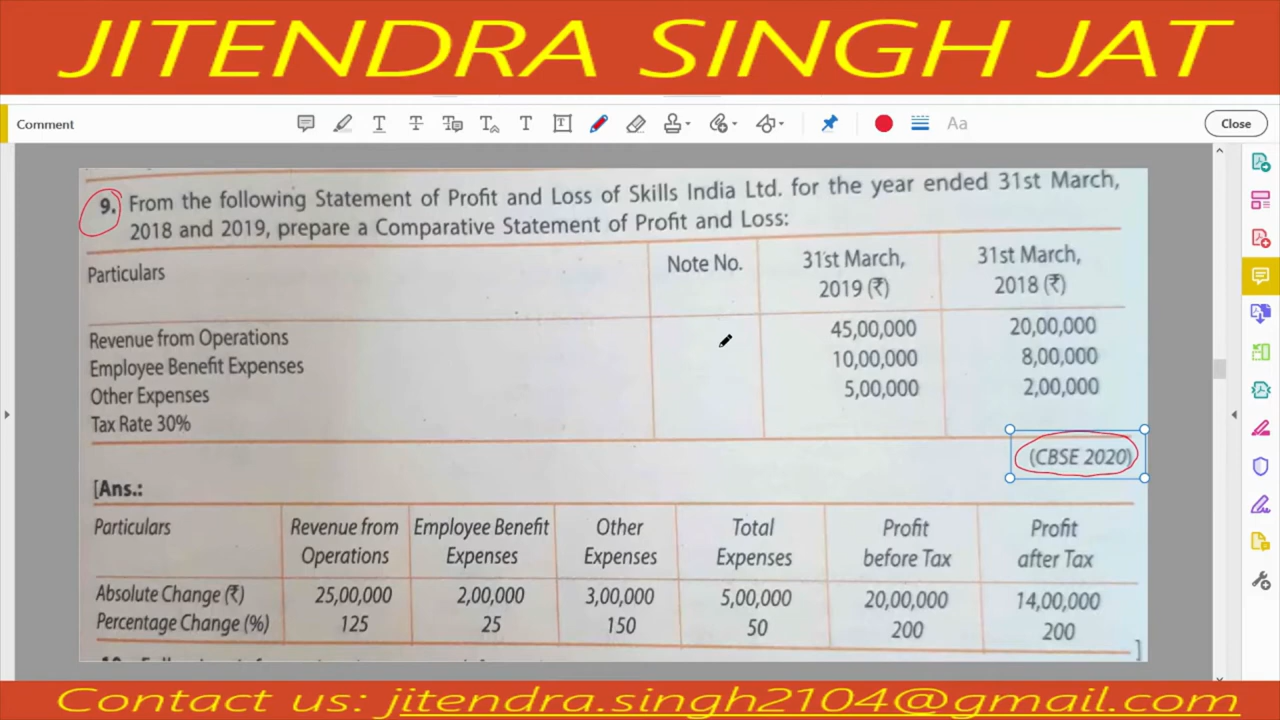 JITENDRA SINGH JAT
Comment
Close
9. From the following Statement of Profit and Loss of Skills India Ltd. for the year ended 31st March,
2018 and 2019, prepare a Comparative Statement of Profit and Loss:
Particulars Note No. 31st March, 2019 (₹) 31st March, 2018 (₹)
Revenue from Operations 45,00,000 20,00,000
Employee Benefit Expenses 10,00,000 8,00,000
Other Expenses 5,00,000 2,00,000
Tax Rate 30%
(CBSE 2020)
[Ans.:
Particulars Revenue from Operations Employee Benefit Expenses Other Expenses Total Expenses Profit before Tax Profit after Tax
Absolute Change (₹) 25,00,000 2,00,000 3,00,000 5,00,000 20,00,000 14,00,000
Percentage Change (%) 125 25 150 50 200 200
]
Contact us: jitendra.singh2104@gmail.com